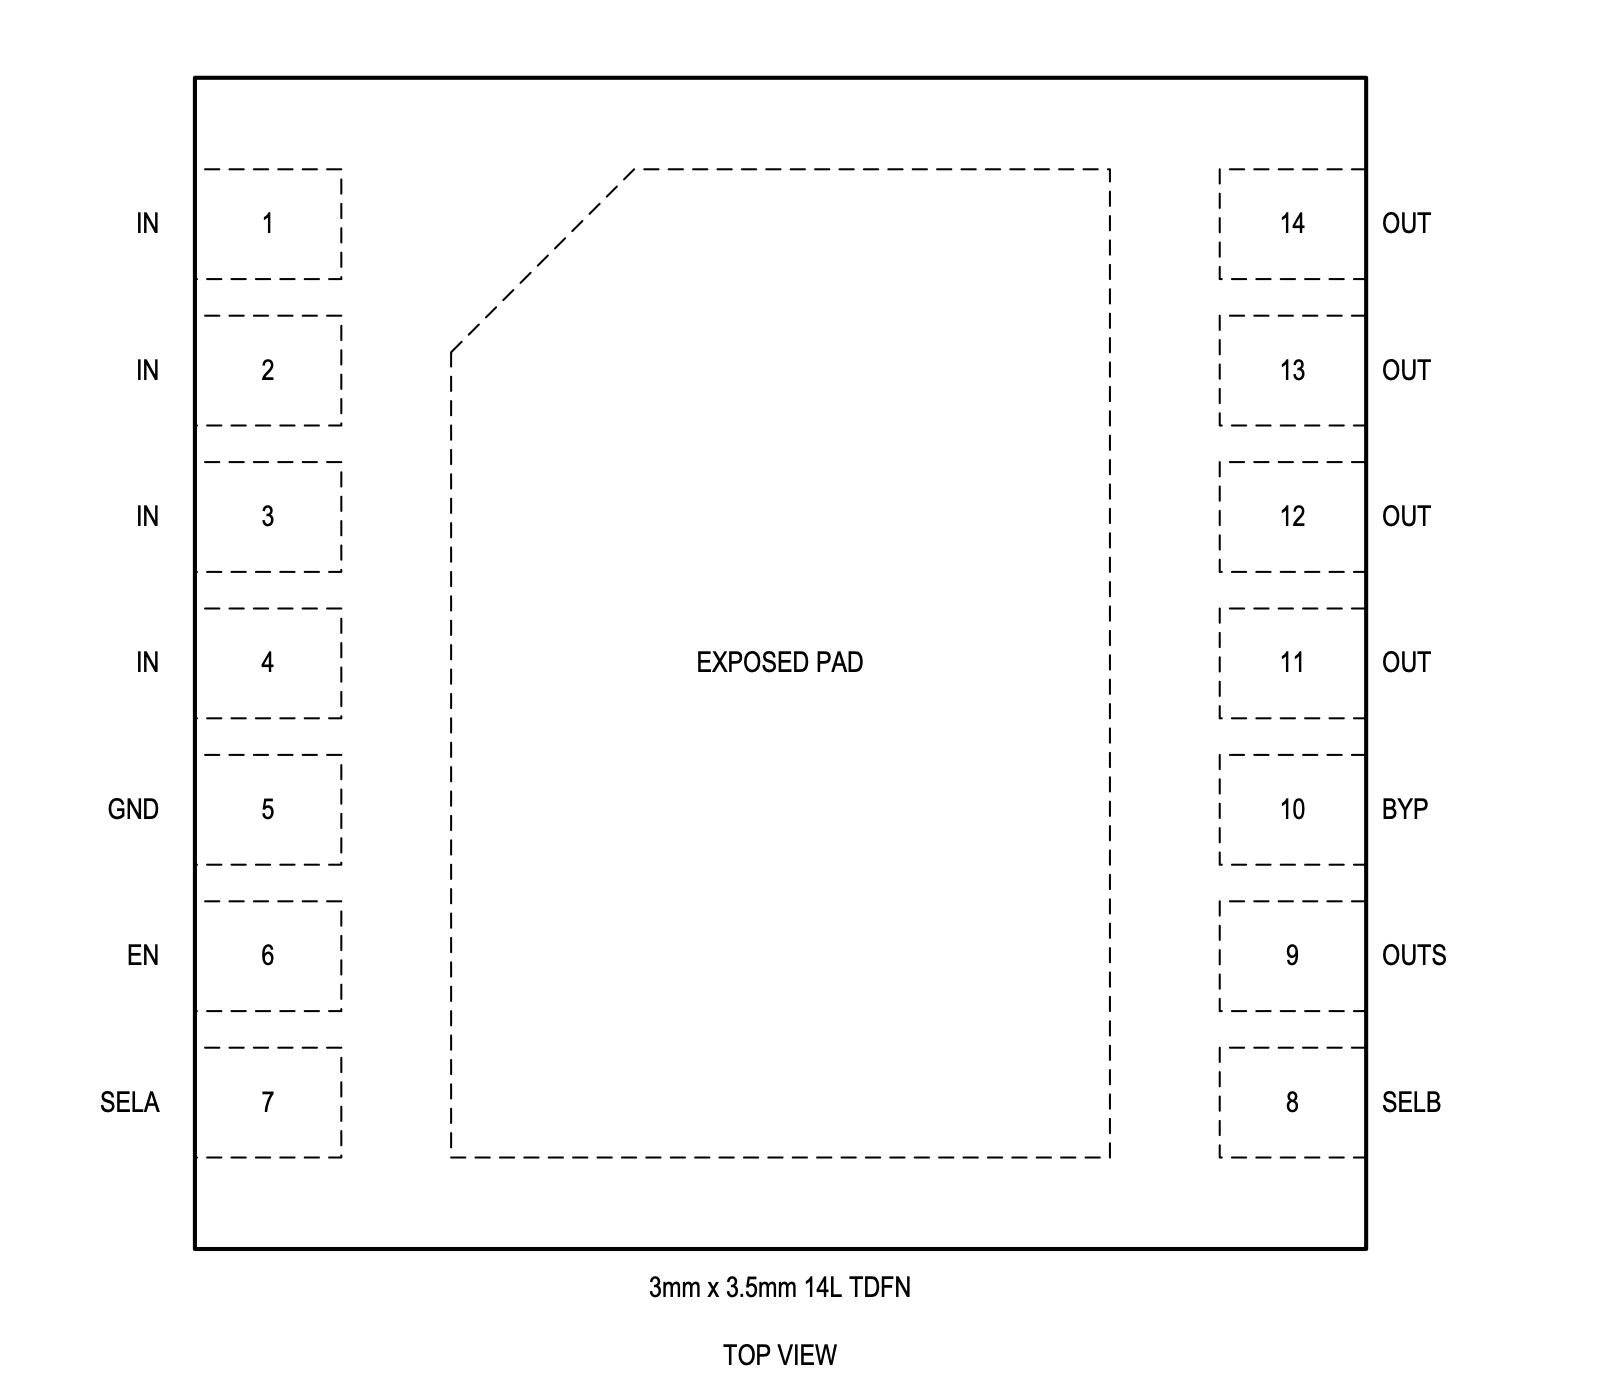 IN 1 14 OUT
IN 2 13 OUT
IN 3 12 OUT
IN 4 EXPOSED PAD 11 OUT
GND 5 10 BYP
EN 6 9 OUTS
SELA 7 8 SELB
3mm x 3.5mm 14L TDFN
TOP VIEW